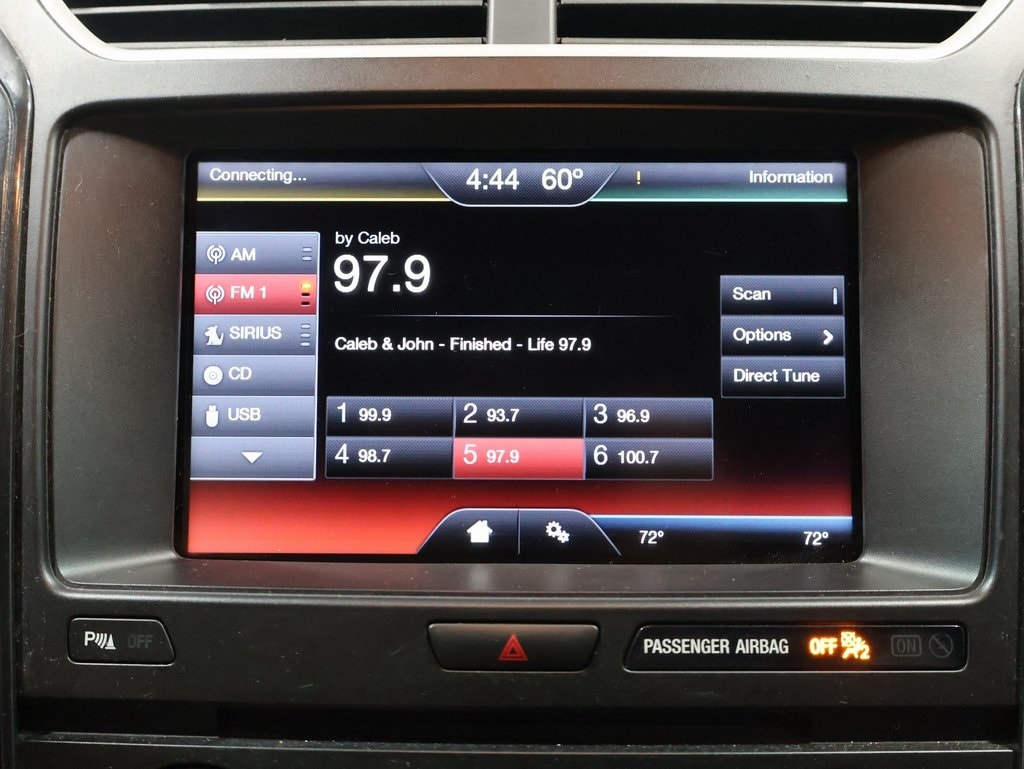 Connecting...
4:44 60°
!
Information
by Caleb
97.9
AM
FM 1
SIRIUS
CD
USB
Caleb & John - Finished - Life 97.9
Scan
Options
Direct Tune
1 99.9 2 93.7 3 96.9
4 98.7 5 97.9 6 100.7
72° 72°
P OFF
PASSENGER AIRBAG OFF 2 ON